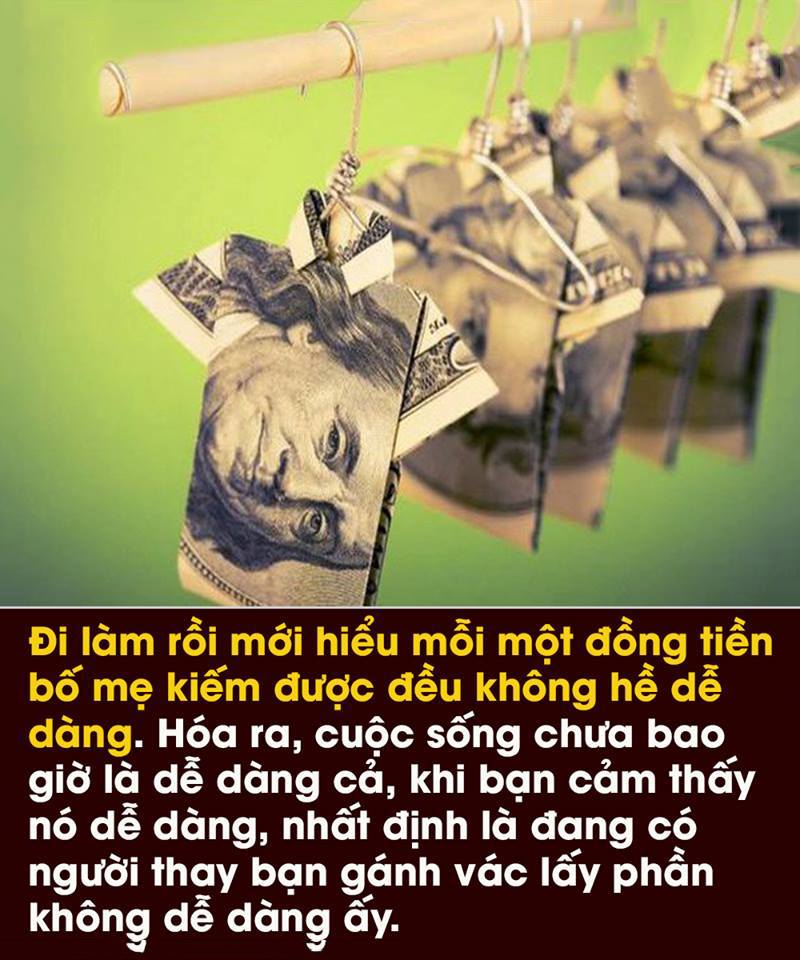 Đi làm rồi mới hiểu mỗi một đồng tiền
bố mẹ kiếm được đều không hề dễ
dàng. Hóa ra, cuộc sống chưa bao
giờ là dễ dàng cả, khi bạn cảm thấy
nó dễ dàng, nhất định là đang có
người thay bạn gánh vác lấy phần
không dễ dàng ấy.